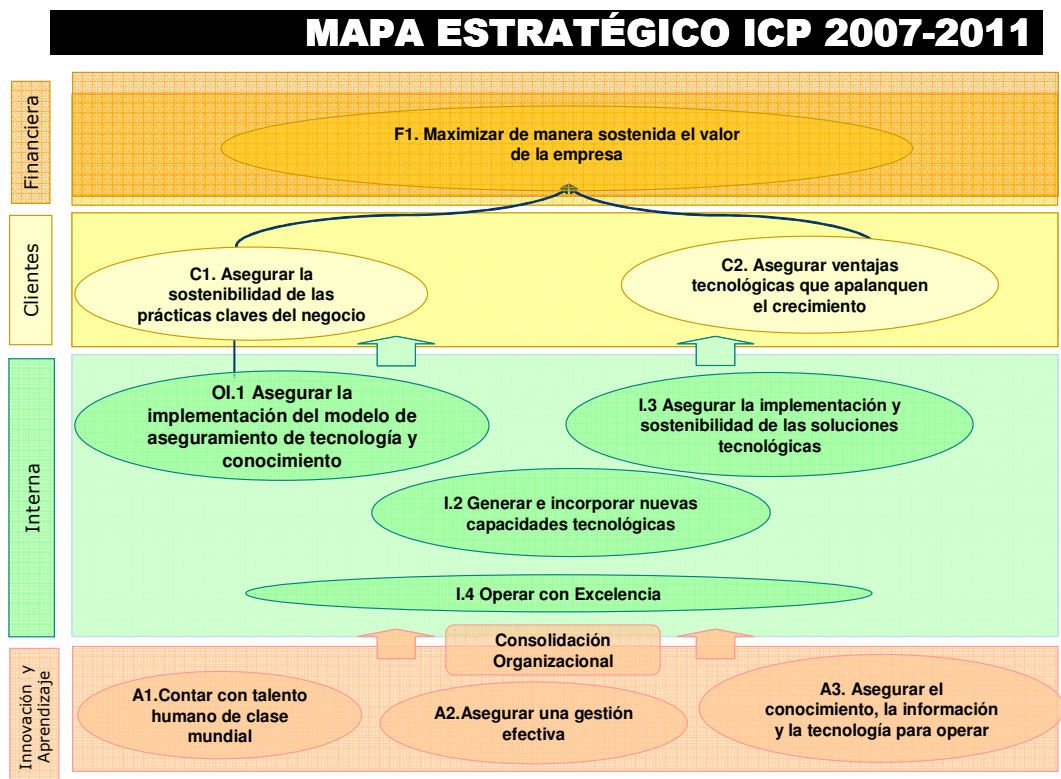 MAPA ESTRATÉGICO ICP 2007-2011
Financiera
F1. Maximizar de manera sostenida el valor
de la empresa
Clientes
C1. Asegurar la
sostenibilidad de las
prácticas claves del negocio
C2. Asegurar ventajas
tecnológicas que apalanquen
el crecimiento
Interna
OI.1 Asegurar la
implementación del modelo de
aseguramiento de tecnología y
conocimiento
I.3 Asegurar la implementación y
sostenibilidad de las soluciones
tecnológicas
I.2 Generar e incorporar nuevas
capacidades tecnológicas
I.4 Operar con Excelencia
Consolidación
Organizacional
Innovación y
Aprendizaje
A1.Contar con talento
humano de clase
mundial
A2.Asegurar una gestión
efectiva
A3. Asegurar el
conocimiento, la información
y la tecnología para operar